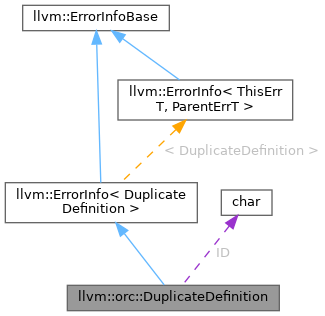 llvm::ErrorInfoBase
llvm::ErrorInfo< ThisErr
T, ParentErrT >
< DuplicateDefinition >
llvm::ErrorInfo< Duplicate
Definition >
char
ID
llvm::orc::DuplicateDefinition